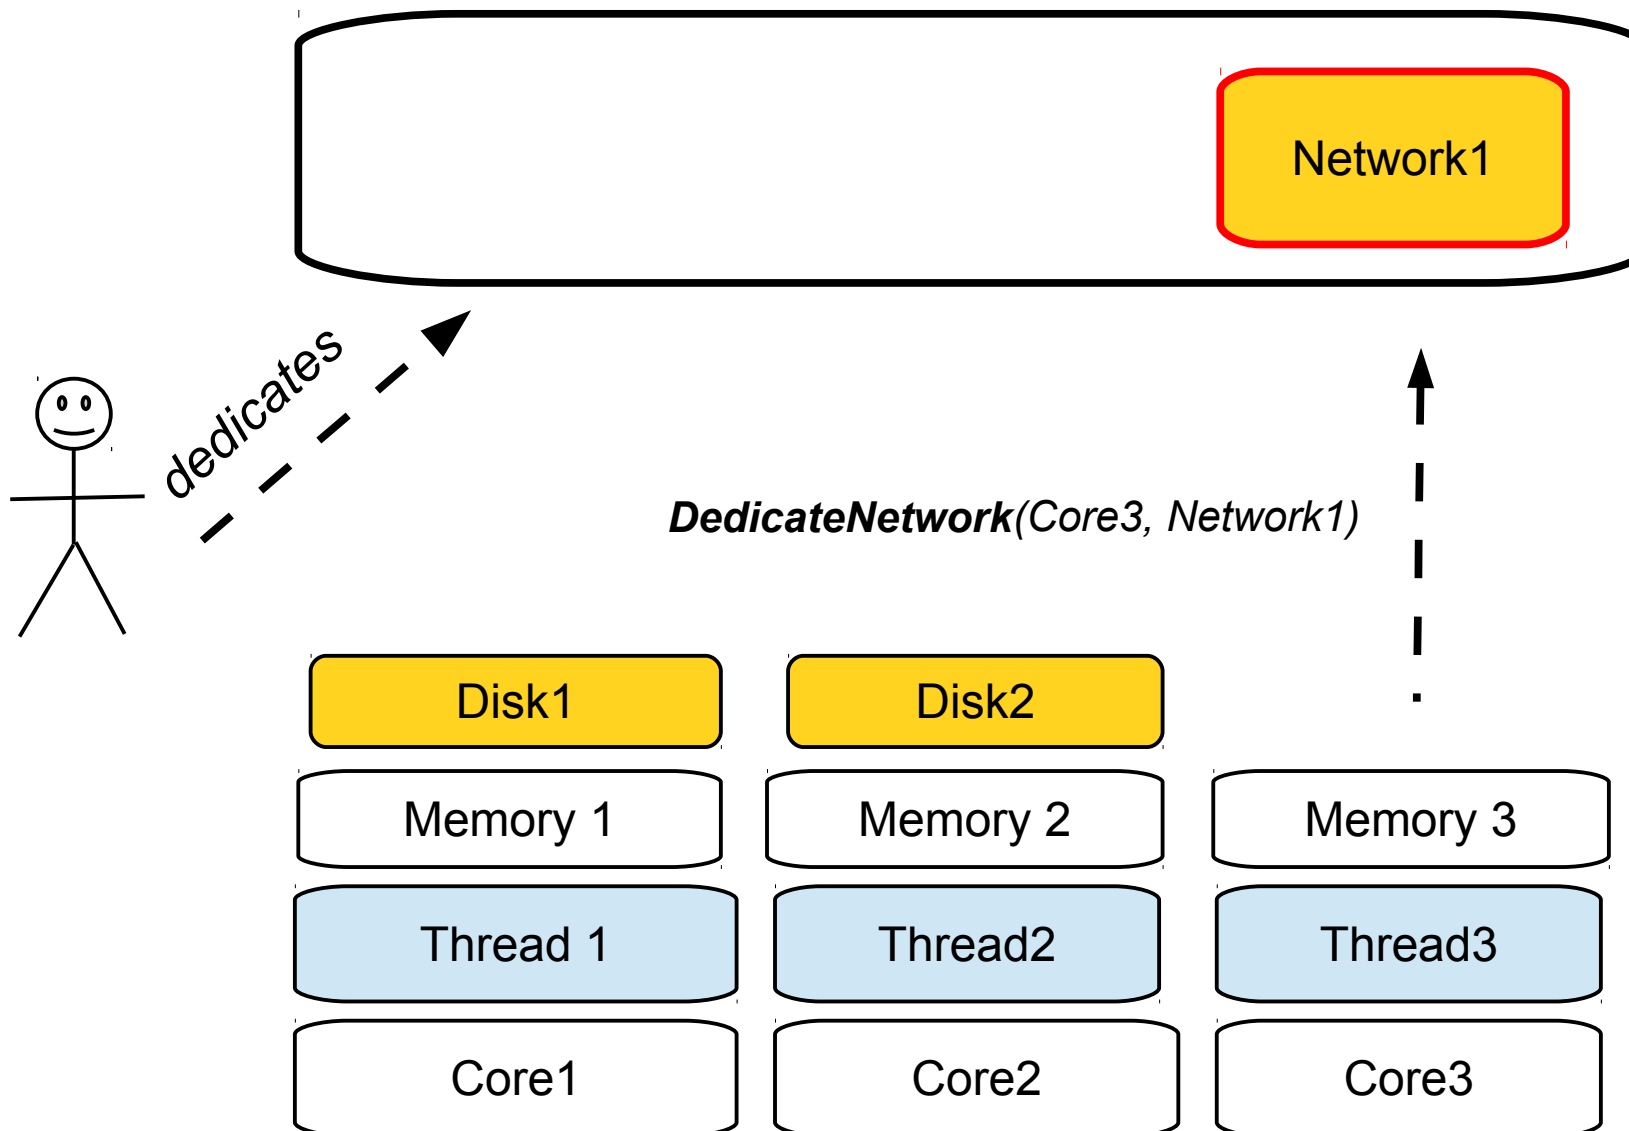 Network1
dedicates
DedicateNetwork(Core3, Network1)
Disk1
Disk2
Memory 1
Memory 2
Memory 3
Thread 1
Thread2
Thread3
Core1
Core2
Core3